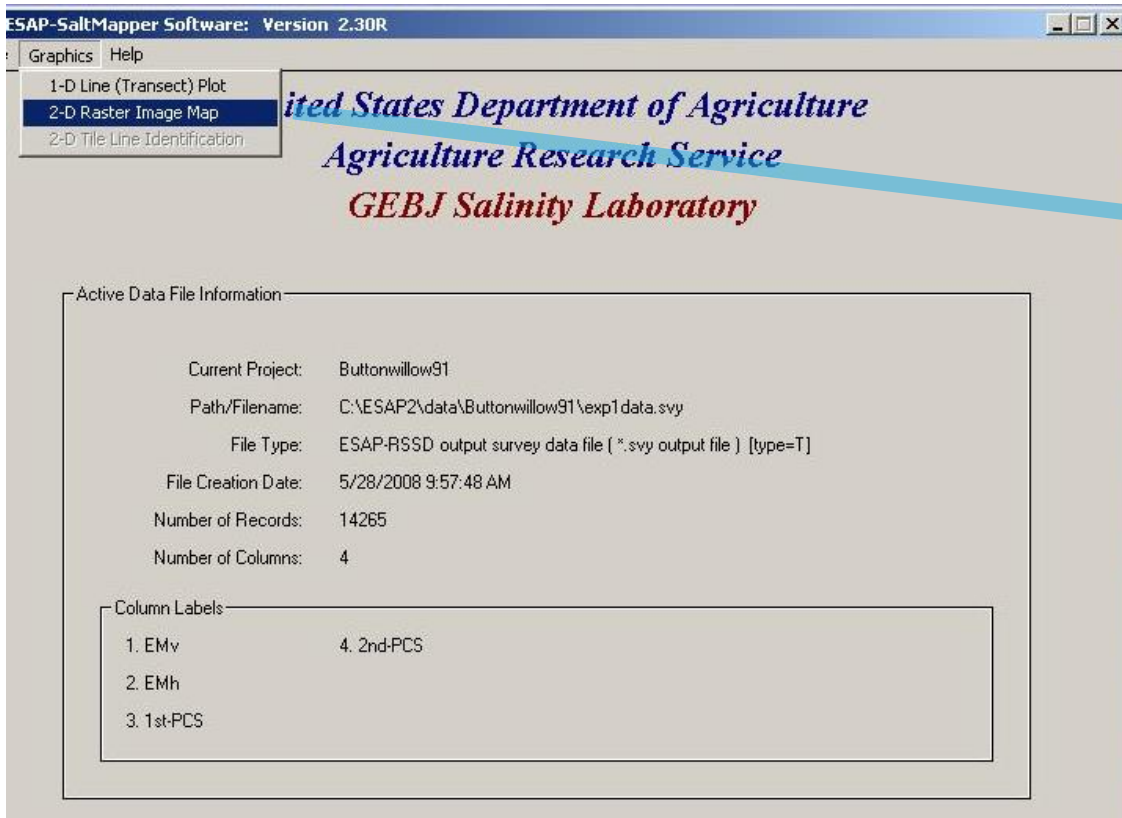 ESAP-SaltMapper Software: Version 2.30R
Graphics Help
1-D Line (Transect) Plot
2-D Raster Image Map
2-D Tile Line Identification
ited States Department of Agriculture
Agriculture Research Service
GEBJ Salinity Laboratory
Active Data File Information
Current Project: Buttonwillow91
Path/Filename: C:\ESAP2\data\Buttonwillow91\exp1data.svy
File Type: ESAP-RSSD output survey data file ( *.svy output file ) [type=T]
File Creation Date: 5/28/2008 9:57:48 AM
Number of Records: 14265
Number of Columns: 4
Column Labels
1. EMv 4. 2nd-PCS
2. EMh
3. 1st-PCS